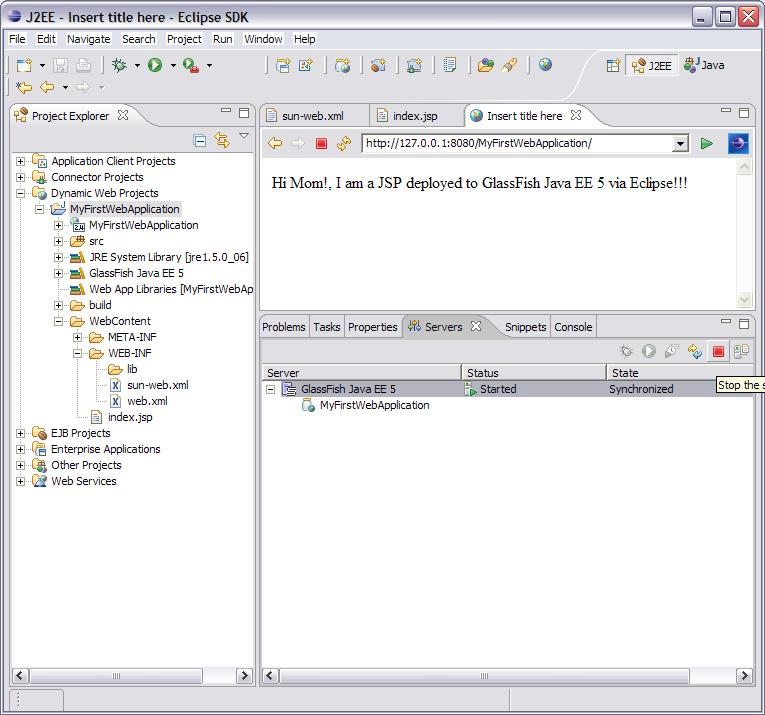 J2EE - Insert title here - Eclipse SDK
File Edit Navigate Search Project Run Window Help
J2EE Java
Project Explorer
Application Client Projects
Connector Projects
Dynamic Web Projects
MyFirstWebApplication
2.4 MyFirstWebApplication
src
JRE System Library [jre1.5.0_06]
GlassFish Java EE 5
Web App Libraries [MyFirstWebAp
build
WebContent
META-INF
WEB-INF
lib
X sun-web.xml
X web.xml
index.jsp
EJB Projects
Enterprise Applications
Other Projects
Web Services
sun-web.xml index.jsp Insert title here
http://127.0.0.1:8080/MyFirstWebApplication/
Hi Mom!, I am a JSP deployed to GlassFish Java EE 5 via Eclipse!!!
Problems Tasks Properties Servers Snippets Console
Server Status State
GlassFish Java EE 5 Started Synchronized
MyFirstWebApplication
Stop the s